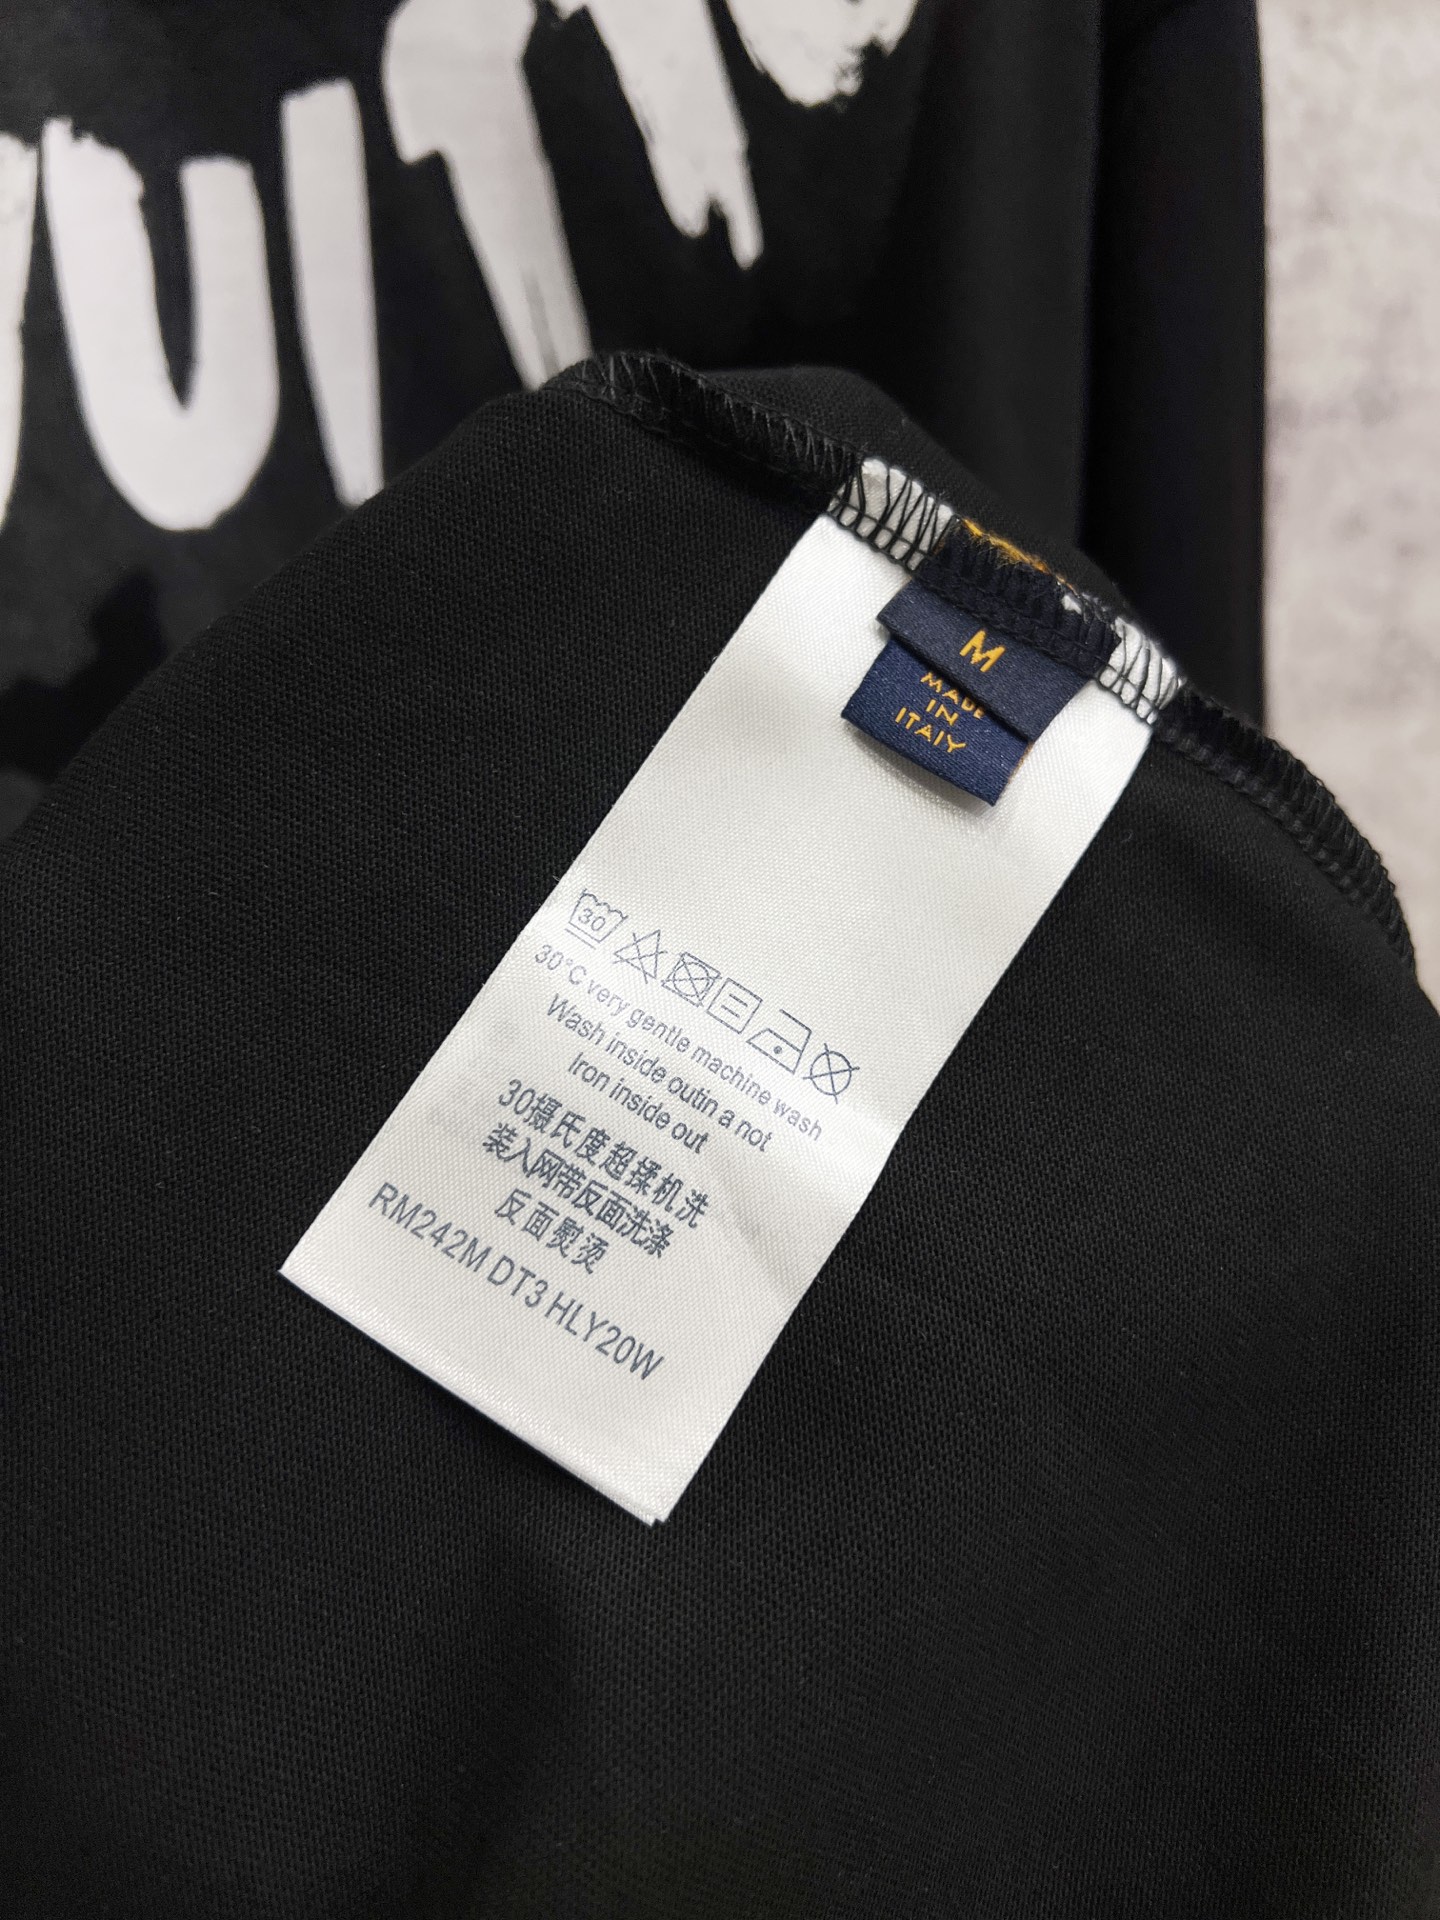 VUITTO
M
MADE
IN
ITAIY
30
30°C very gentle machine wash
Wash inside outin a not
Iron inside out
30摄氏度超揉机洗
装入网带反面洗涤
反面熨烫
RM242M DT3 HLY20W